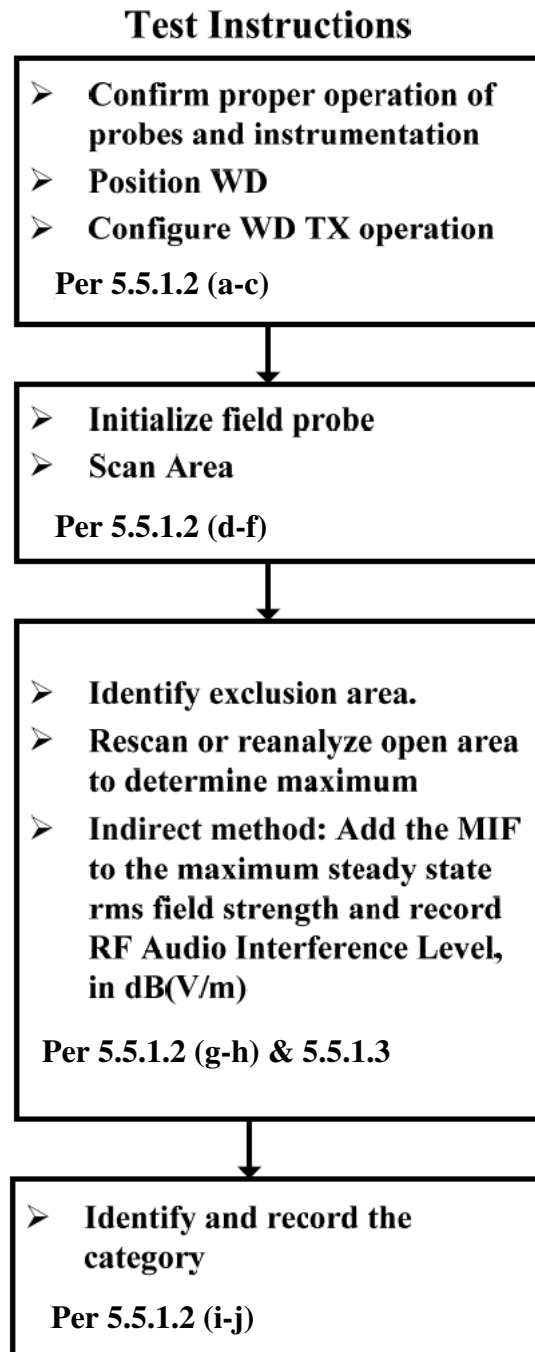 Test Instructions
➢ Confirm proper operation of
probes and instrumentation
➢ Position WD
➢ Configure WD TX operation
Per 5.5.1.2 (a-c)
➢ Initialize field probe
➢ Scan Area
Per 5.5.1.2 (d-f)
➢ Identify exclusion area.
➢ Rescan or reanalyze open area
to determine maximum
➢ Indirect method: Add the MIF
to the maximum steady state
rms field strength and record
RF Audio Interference Level,
in dB(V/m)
Per 5.5.1.2 (g-h) & 5.5.1.3
➢ Identify and record the
category
Per 5.5.1.2 (i-j)